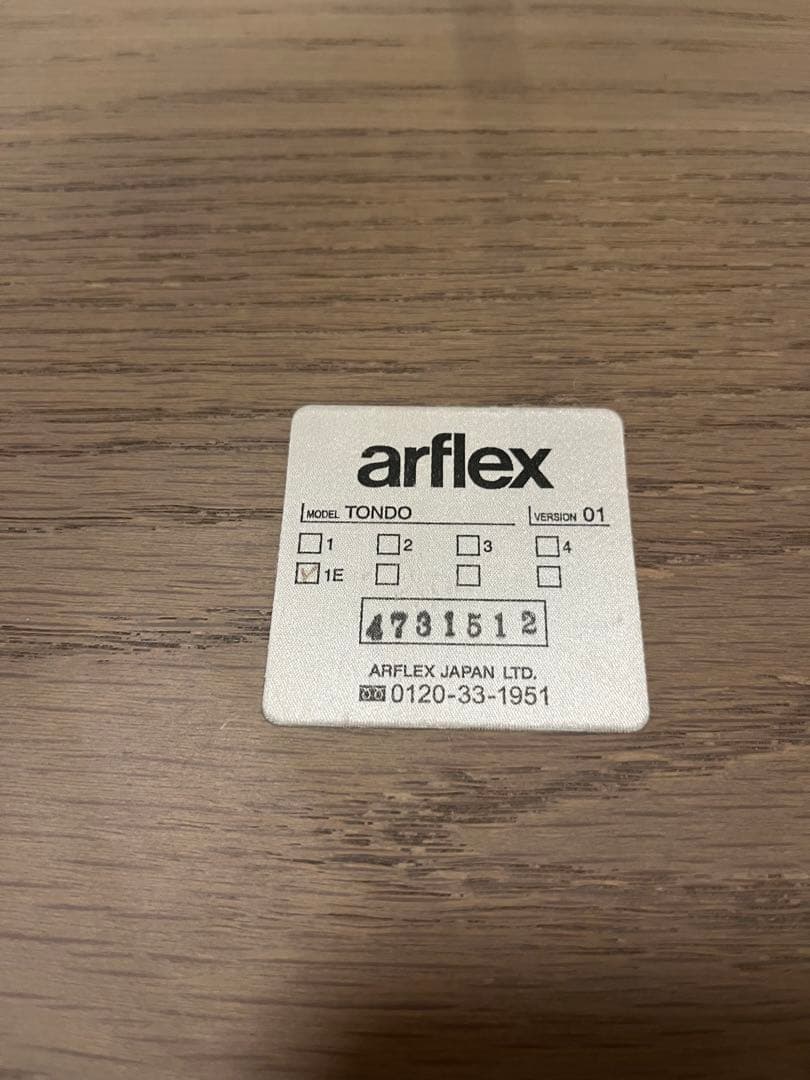 arflex
MODEL TONDO VERSION 01
☐1 ☐2 ☐3 ☐4
☑1E ☐ ☐ ☐
4731512
ARFLEX JAPAN LTD.
0120-33-1951